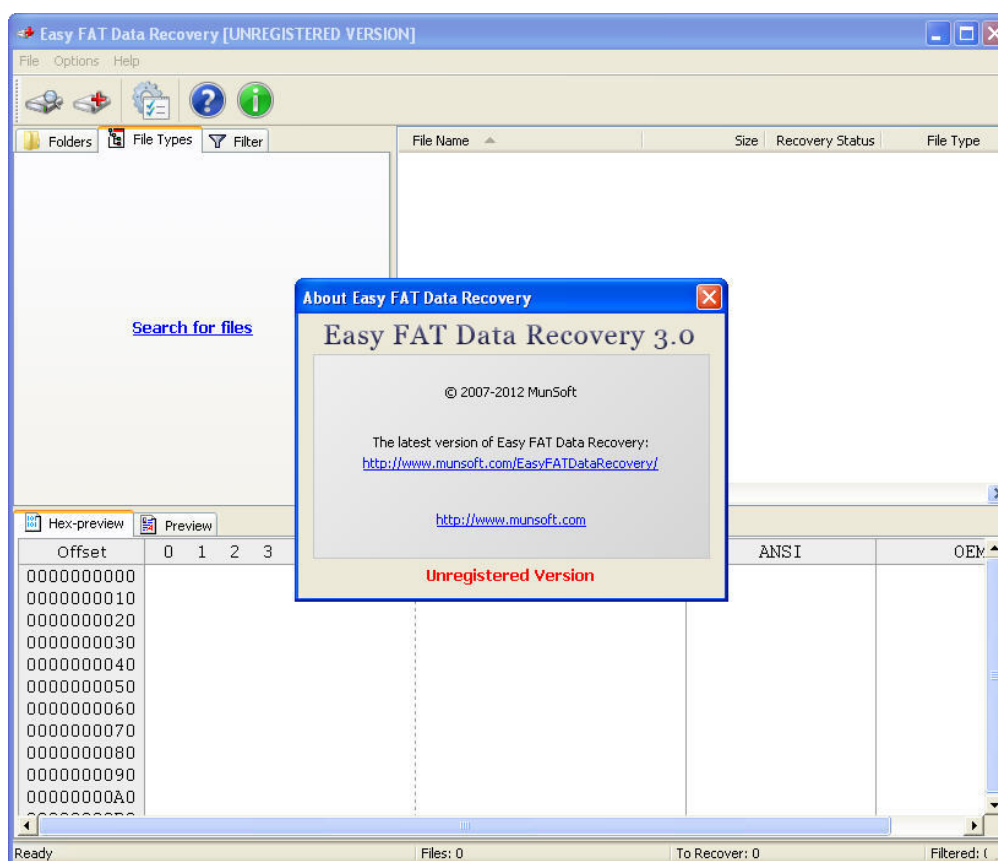 Easy FAT Data Recovery [UNREGISTERED VERSION]
File Options Help
Folders File Types Filter
File Name Size Recovery Status File Type
Search for files
About Easy FAT Data Recovery
Easy FAT Data Recovery 3.0
© 2007-2012 MunSoft
The latest version of Easy FAT Data Recovery:
http://www.munsoft.com/EasyFATDataRecovery/
http://www.munsoft.com
Unregistered Version
Hex-preview Preview
Offset 0 1 2 3 ANSI OEM
0000000000
0000000010
0000000020
0000000030
0000000040
0000000050
0000000060
0000000070
0000000080
0000000090
00000000A0
Ready Files: 0 To Recover: 0 Filtered: